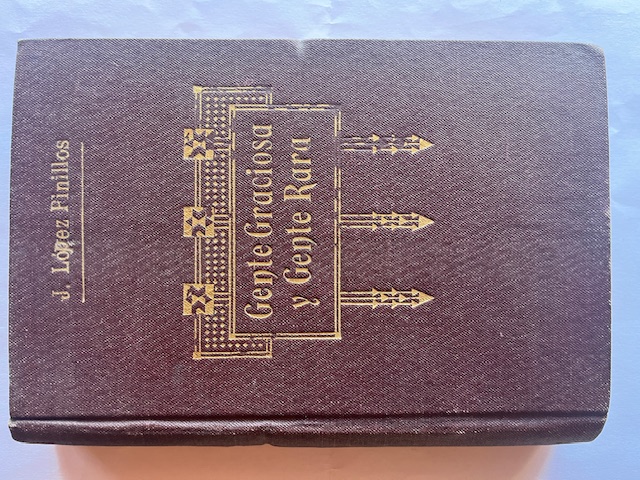 J. López Pinillos
Gente Graciosa
y Gente Rara